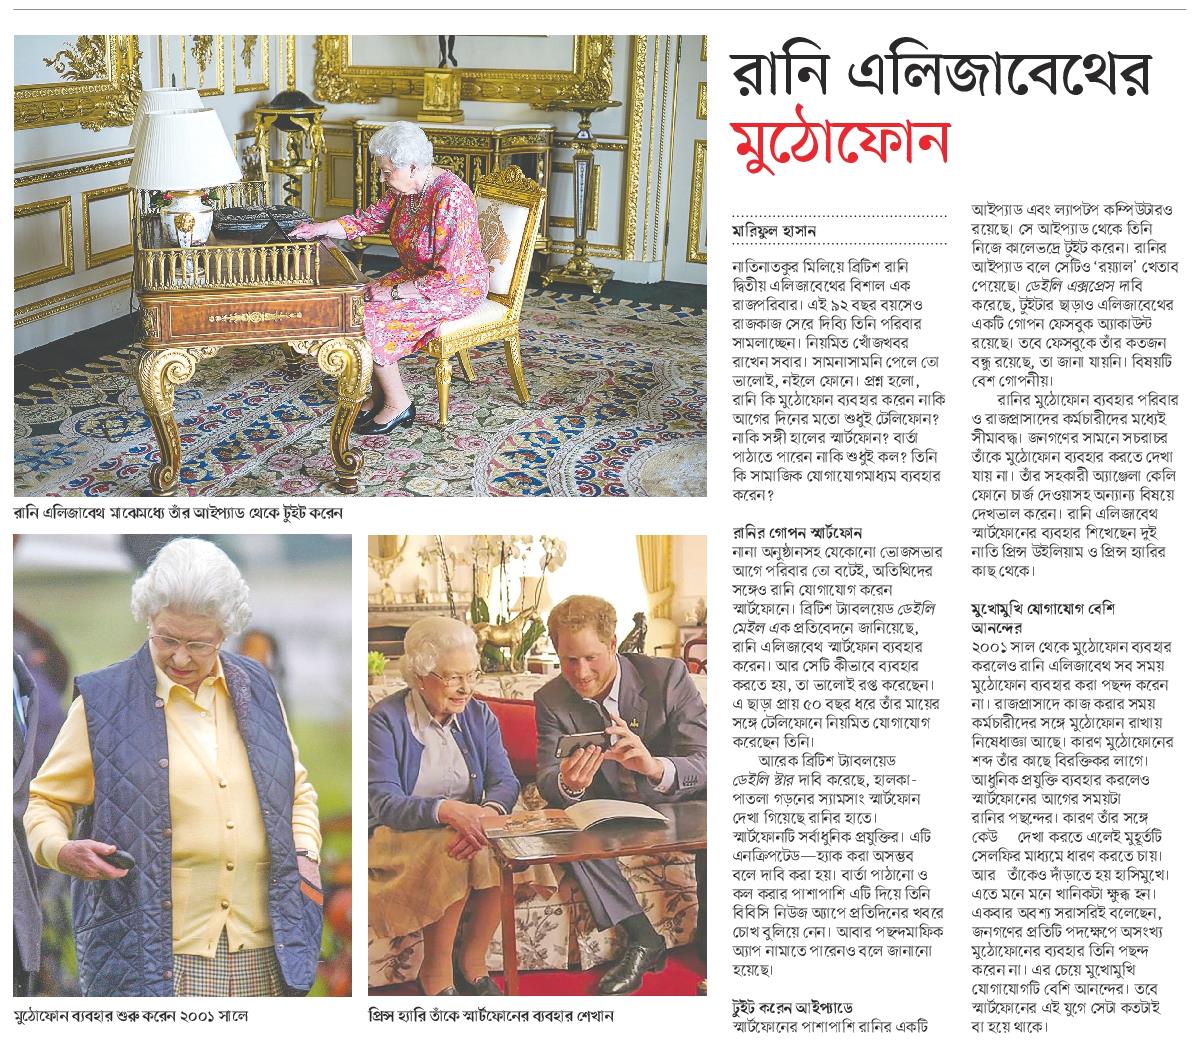 রানি এলিজাবেথের
মুঠোফোন
মারিফুল হাসান
নাতিনাতকুর মিলিয়ে ব্রিটিশ রানি
দ্বিতীয় এলিজাবেথের বিশাল এক
রাজপরিবার। এই ৯২ বছর বয়সেও
রাজকাজ সেরে দিব্যি তিনি পরিবার
সামলাচ্ছেন। নিয়মিত খোঁজখবর
রাখেন সবার। সামনাসামনি পেলে তো
ভালোই, নইলে ফোনে। প্রশ্ন হলো,
রানি কি মুঠোফোন ব্যবহার করেন নাকি
আগের দিনের মতো শুধুই টেলিফোন?
নাকি সঙ্গী হালের স্মার্টফোন? বার্তা
পাঠাতে পারেন নাকি শুধুই কল? তিনি
কি সামাজিক যোগাযোগমাধ্যম ব্যবহার
করেন?
রানির গোপন স্মার্টফোন
নানা অনুষ্ঠানসহ যেকোনো ভোজসভার
আগে পরিবার তো বটেই, অতিথিদের
সঙ্গেও রানি যোগাযোগ করেন
স্মার্টফোনে। ব্রিটিশ ট্যাবলয়েড ডেইলি
মেইল এক প্রতিবেদনে জানিয়েছে,
রানি এলিজাবেথ স্মার্টফোন ব্যবহার
করেন। আর সেটি কীভাবে ব্যবহার
করতে হয়, তা ভালোই রপ্ত করেছেন।
এ ছাড়া প্রায় ৫০ বছর ধরে তাঁর মায়ের
সঙ্গে টেলিফোনে নিয়মিত যোগাযোগ
করেছেন তিনি।
আরেক ব্রিটিশ ট্যাবলয়েড
ডেইলি স্টার দাবি করেছে, হালকা-
পাতলা গড়নের স্যামসাং স্মার্টফোন
দেখা গিয়েছে রানির হাতে।
স্মার্টফোনটি সর্বাধুনিক প্রযুক্তির। এটি
এনক্রিপটেড—হ্যাক করা অসম্ভব
বলে দাবি করা হয়। বার্তা পাঠানো ও
কল করার পাশাপাশি এটি দিয়ে তিনি
বিবিসি নিউজ অ্যাপে প্রতিদিনের খবরে
চোখ বুলিয়ে নেন। আবার পছন্দমাফিক
অ্যাপ নামাতে পারেনও বলে জানানো
হয়েছে।
টুইট করেন আইপ্যাডে
স্মার্টফোনের পাশাপাশি রানির একটি
আইপ্যাড এবং ল্যাপটপ কম্পিউটারও
রয়েছে। সে আইপ্যাড থেকে তিনি
নিজে কালেভদ্রে টুইট করেন। রানির
আইপ্যাড বলে সেটিও ‘রয়্যাল’ খেতাব
পেয়েছে। ডেইলি এক্সপ্রেস দাবি
করেছে, টুইটার ছাড়াও এলিজাবেথের
একটি গোপন ফেসবুক অ্যাকাউন্ট
রয়েছে। তবে ফেসবুকে তাঁর কতজন
বন্ধু রয়েছে, তা জানা যায়নি। বিষয়টি
বেশ গোপনীয়।
রানির মুঠোফোন ব্যবহার পরিবার
ও রাজপ্রাসাদের কর্মচারীদের মধ্যেই
সীমাবদ্ধ। জনগণের সামনে সচরাচর
তাঁকে মুঠোফোন ব্যবহার করতে দেখা
যায় না। তাঁর সহকারী অ্যাঞ্জেলা কেলি
ফোনে চার্জ দেওয়াসহ অন্যান্য বিষয়ে
দেখভাল করেন। রানি এলিজাবেথ
স্মার্টফোনের ব্যবহার শিখেছেন দুই
নাতি প্রিন্স উইলিয়াম ও প্রিন্স হ্যারির
কাছ থেকে।
মুখোমুখি যোগাযোগ বেশি
আনন্দের
২০০১ সাল থেকে মুঠোফোন ব্যবহার
করলেও রানি এলিজাবেথ সব সময়
মুঠোফোন ব্যবহার করা পছন্দ করেন
না। রাজপ্রাসাদে কাজ করার সময়
কর্মচারীদের সঙ্গে মুঠোফোন রাখায়
নিষেধাজ্ঞা আছে। কারণ মুঠোফোনের
শব্দ তাঁর কাছে বিরক্তিকর লাগে।
আধুনিক প্রযুক্তি ব্যবহার করলেও
স্মার্টফোনের আগের সময়টা
রানির পছন্দের। কারণ তাঁর সঙ্গে
কেউ দেখা করতে এলেই মুহূর্তটি
সেলফির মাধ্যমে ধারণ করতে চায়।
আর তাঁকেও দাঁড়াতে হয় হাসিমুখে।
এতে মনে মনে খানিকটা ক্ষুব্ধ হন।
একবার অবশ্য সরাসরিই বলেছেন,
জনগণের প্রতিটি পদক্ষেপে অসংখ্য
মুঠোফোনের ব্যবহার তিনি পছন্দ
করেন না। এর চেয়ে মুখোমুখি
যোগাযোগটি বেশি আনন্দের। তবে
স্মার্টফোনের এই যুগে সেটা কতটাই
বা হয়ে থাকে।
রানি এলিজাবেথ মাঝেমধ্যে তাঁর আইপ্যাড থেকে টুইট করেন
মুঠোফোন ব্যবহার শুরু করেন ২০০১ সালে
প্রিন্স হ্যারি তাঁকে স্মার্টফোনের ব্যবহার শেখান